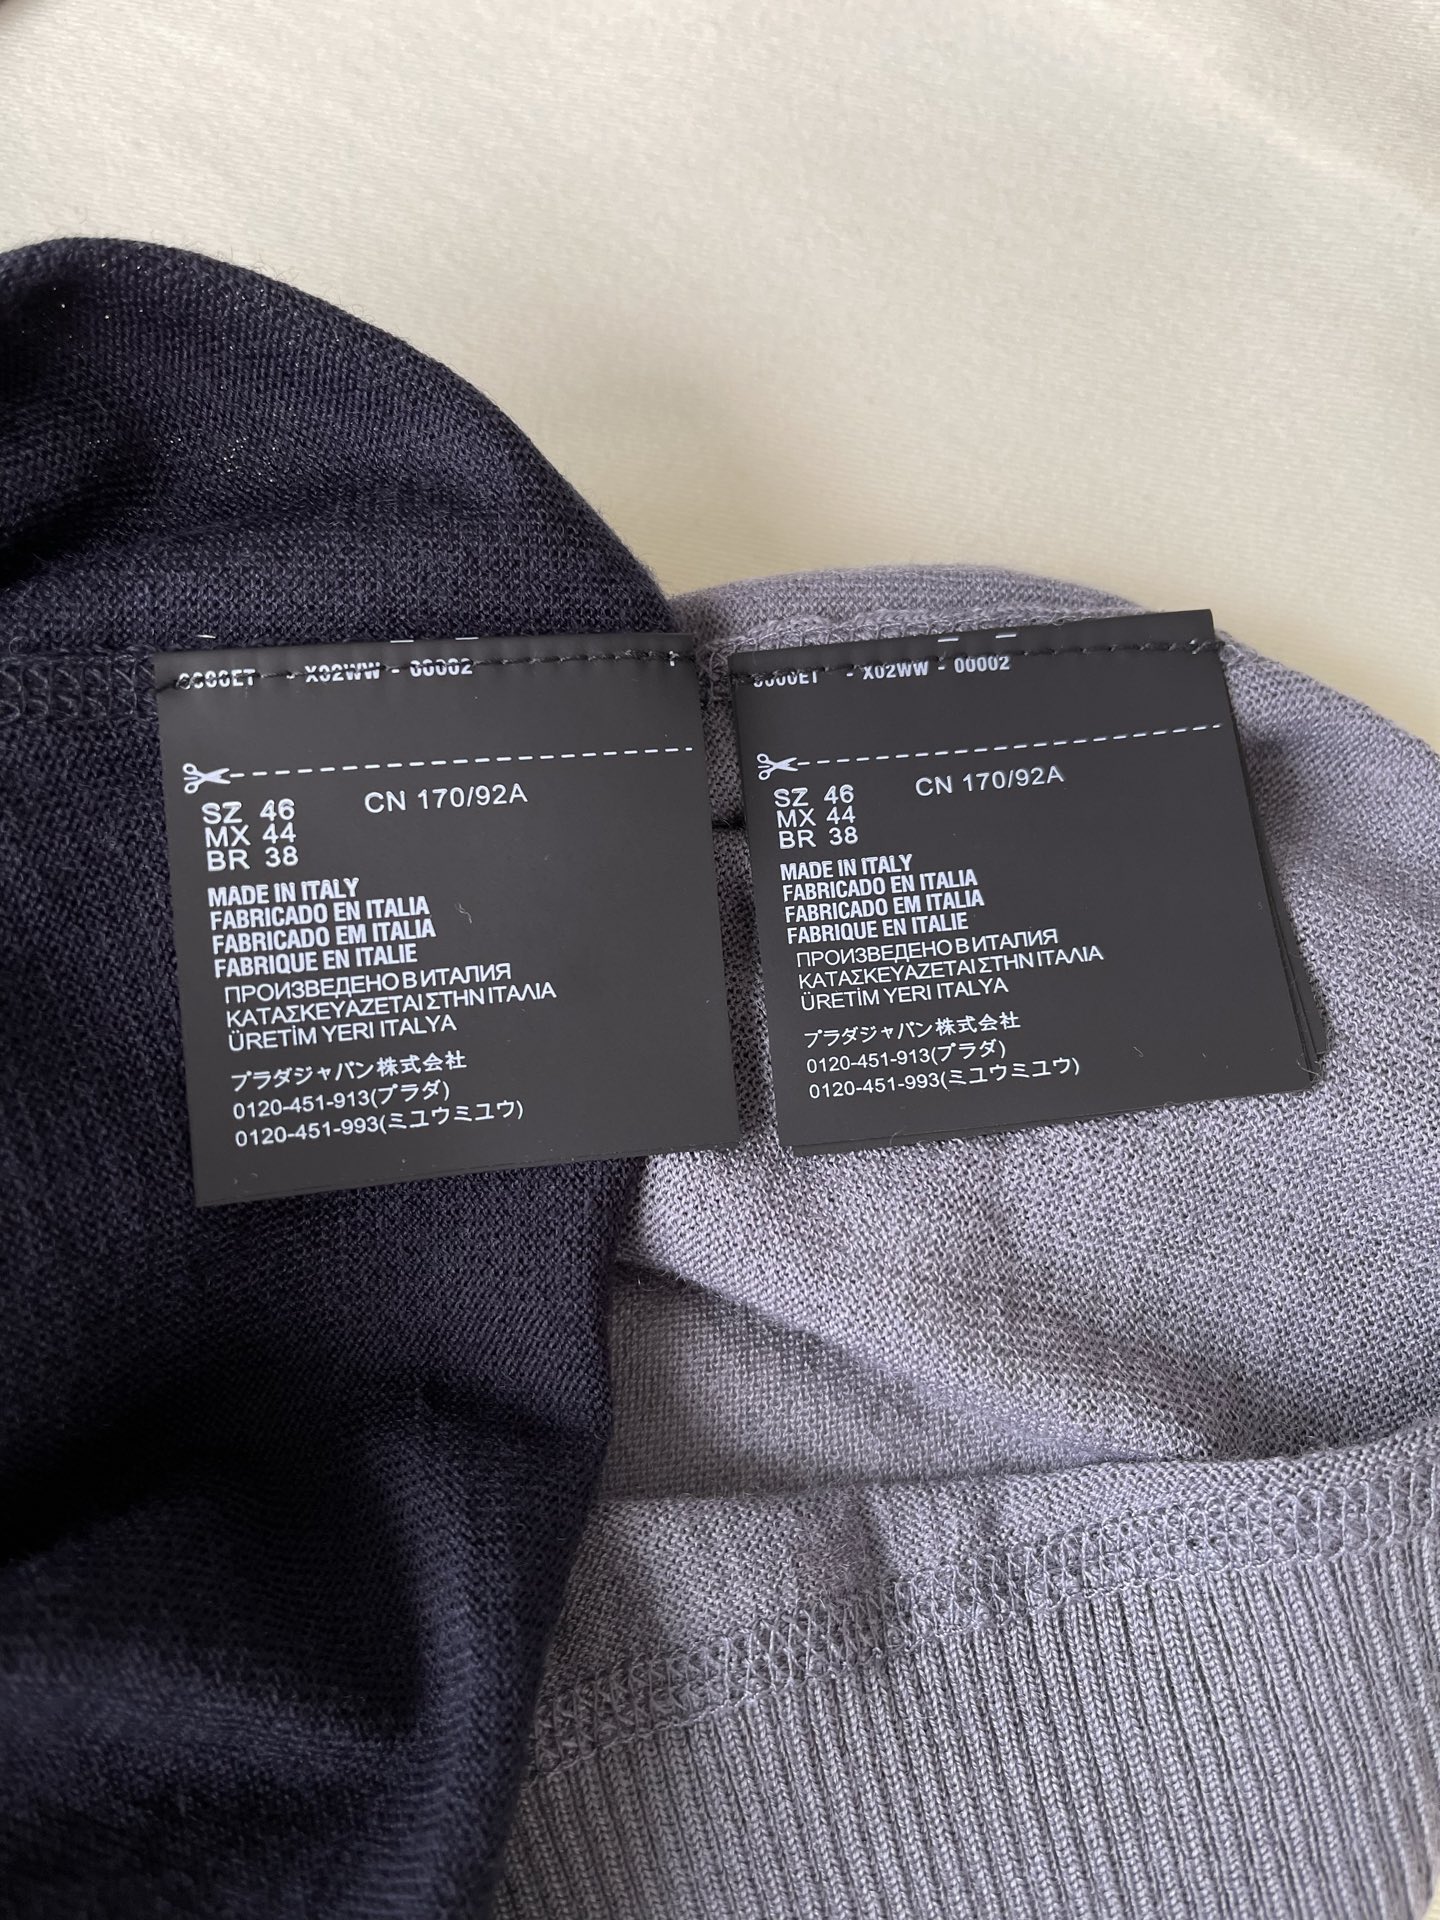 X02WW - 00002
SZ 46 CN 170/92A
MX 44
BR 38
MADE IN ITALY
FABRICADO EN ITALIA
FABRICADO EM ITALIA
FABRIQUE EN ITALIE
ПРОИЗВЕДЕНО В ИТАЛИЯ
ΚΑΤΑΣΚΕΥΑΖΕΤΑΙ ΣΤΗΝ ΙΤΑΛΙΑ
ÜRETİM YERI ITALYA
プラダジャパン株式会社
0120-451-913(プラダ)
0120-451-993(ミユウミユウ)
X02WW - 00002
SZ 46 CN 170/92A
MX 44
BR 38
MADE IN ITALY
FABRICADO EN ITALIA
FABRICADO EM ITALIA
FABRIQUE EN ITALIE
ПРОИЗВЕДЕНО В ИТАЛИЯ
ΚΑΤΑΣΚΕΥΑΖΕΤΑΙ ΣΤΗΝ ΙΤΑΛΙΑ
ÜRETİM YERI ITALYA
プラダジャパン株式会社
0120-451-913(プラダ)
0120-451-993(ミユウミユウ)